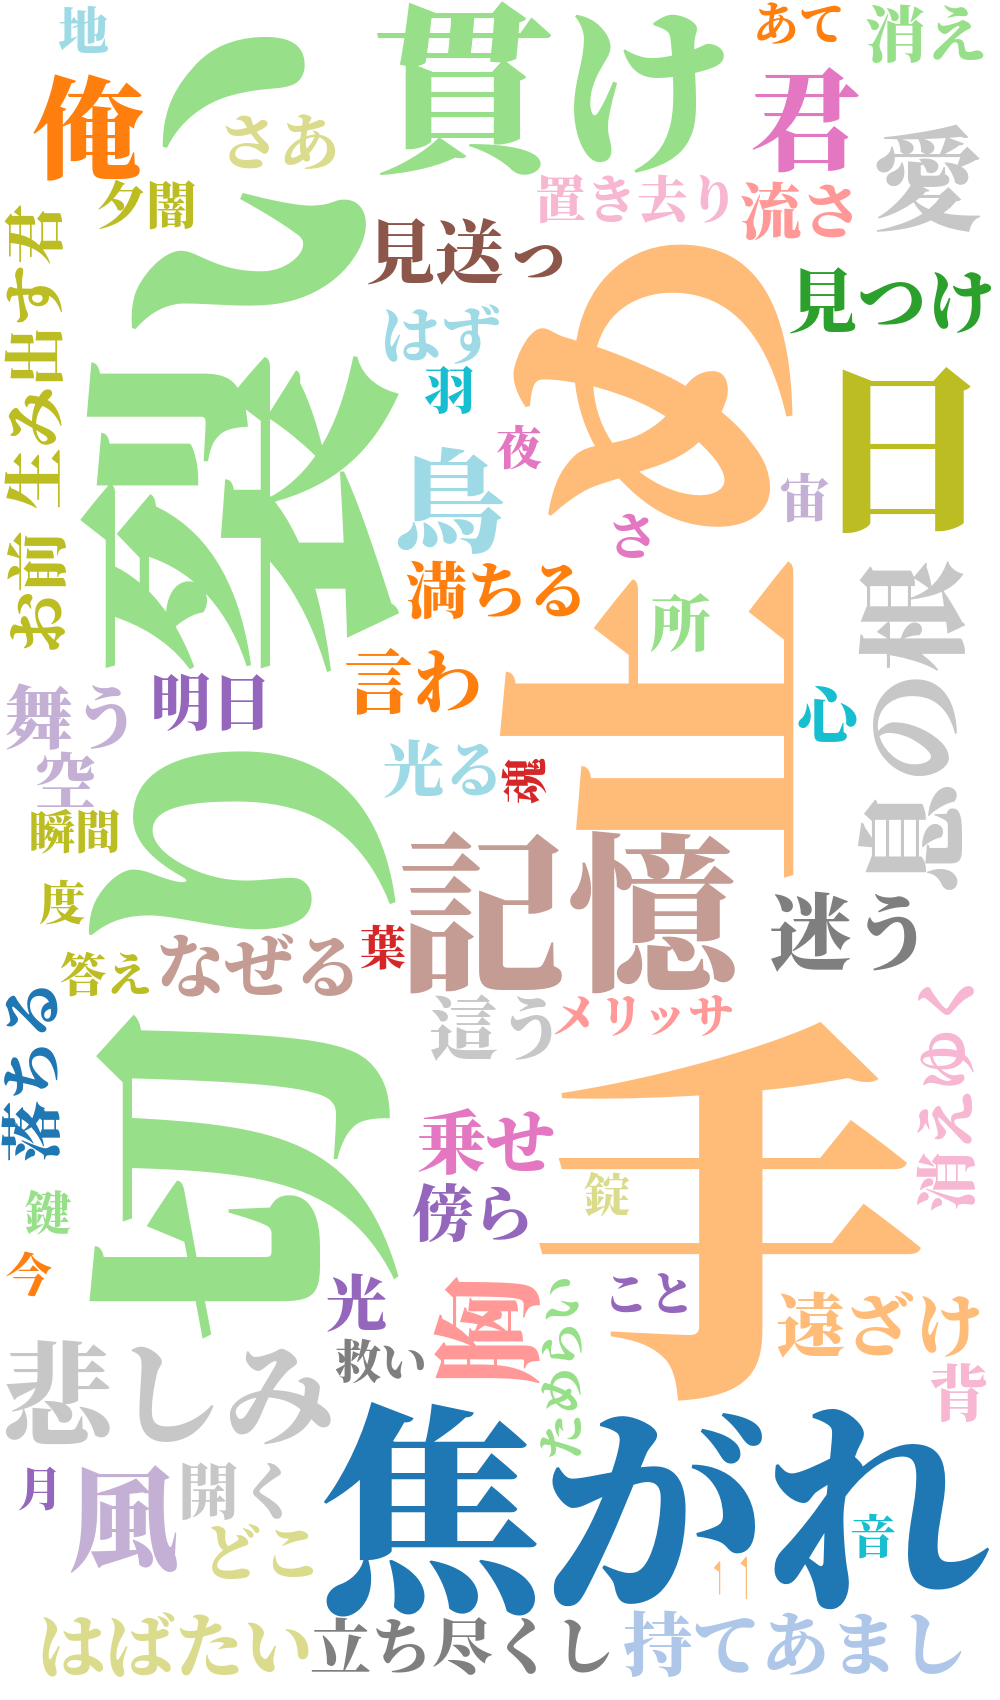 地
あて
消え
貫け
俺
君
さあ
愛
夕闇
置き去り
流さ
切り裂い
見送っ
見つけ
お前 生み出す君
はず
止め
羽
日
夜
鳥
宙
さ
満ちる
所
息の根
言わ
舞う
明日
心
光る
空
魂
瞬間
記憶
度
迷う
葉
なぜる
答え
落ちる
這う
メリッサ
消えゆく
手
乗せ
傍ら
錠
鍵
今
光
胸
ためらい
こと
遠ざけ
救い
悲しみ
背
焦がれ
月
風
開く
どこ
音
はばたい
立ち尽くし
持てあまし